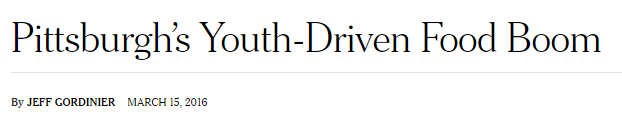 Pittsburgh’s Youth-Driven Food Boom
By JEFF GORDINIER MARCH 15, 2016